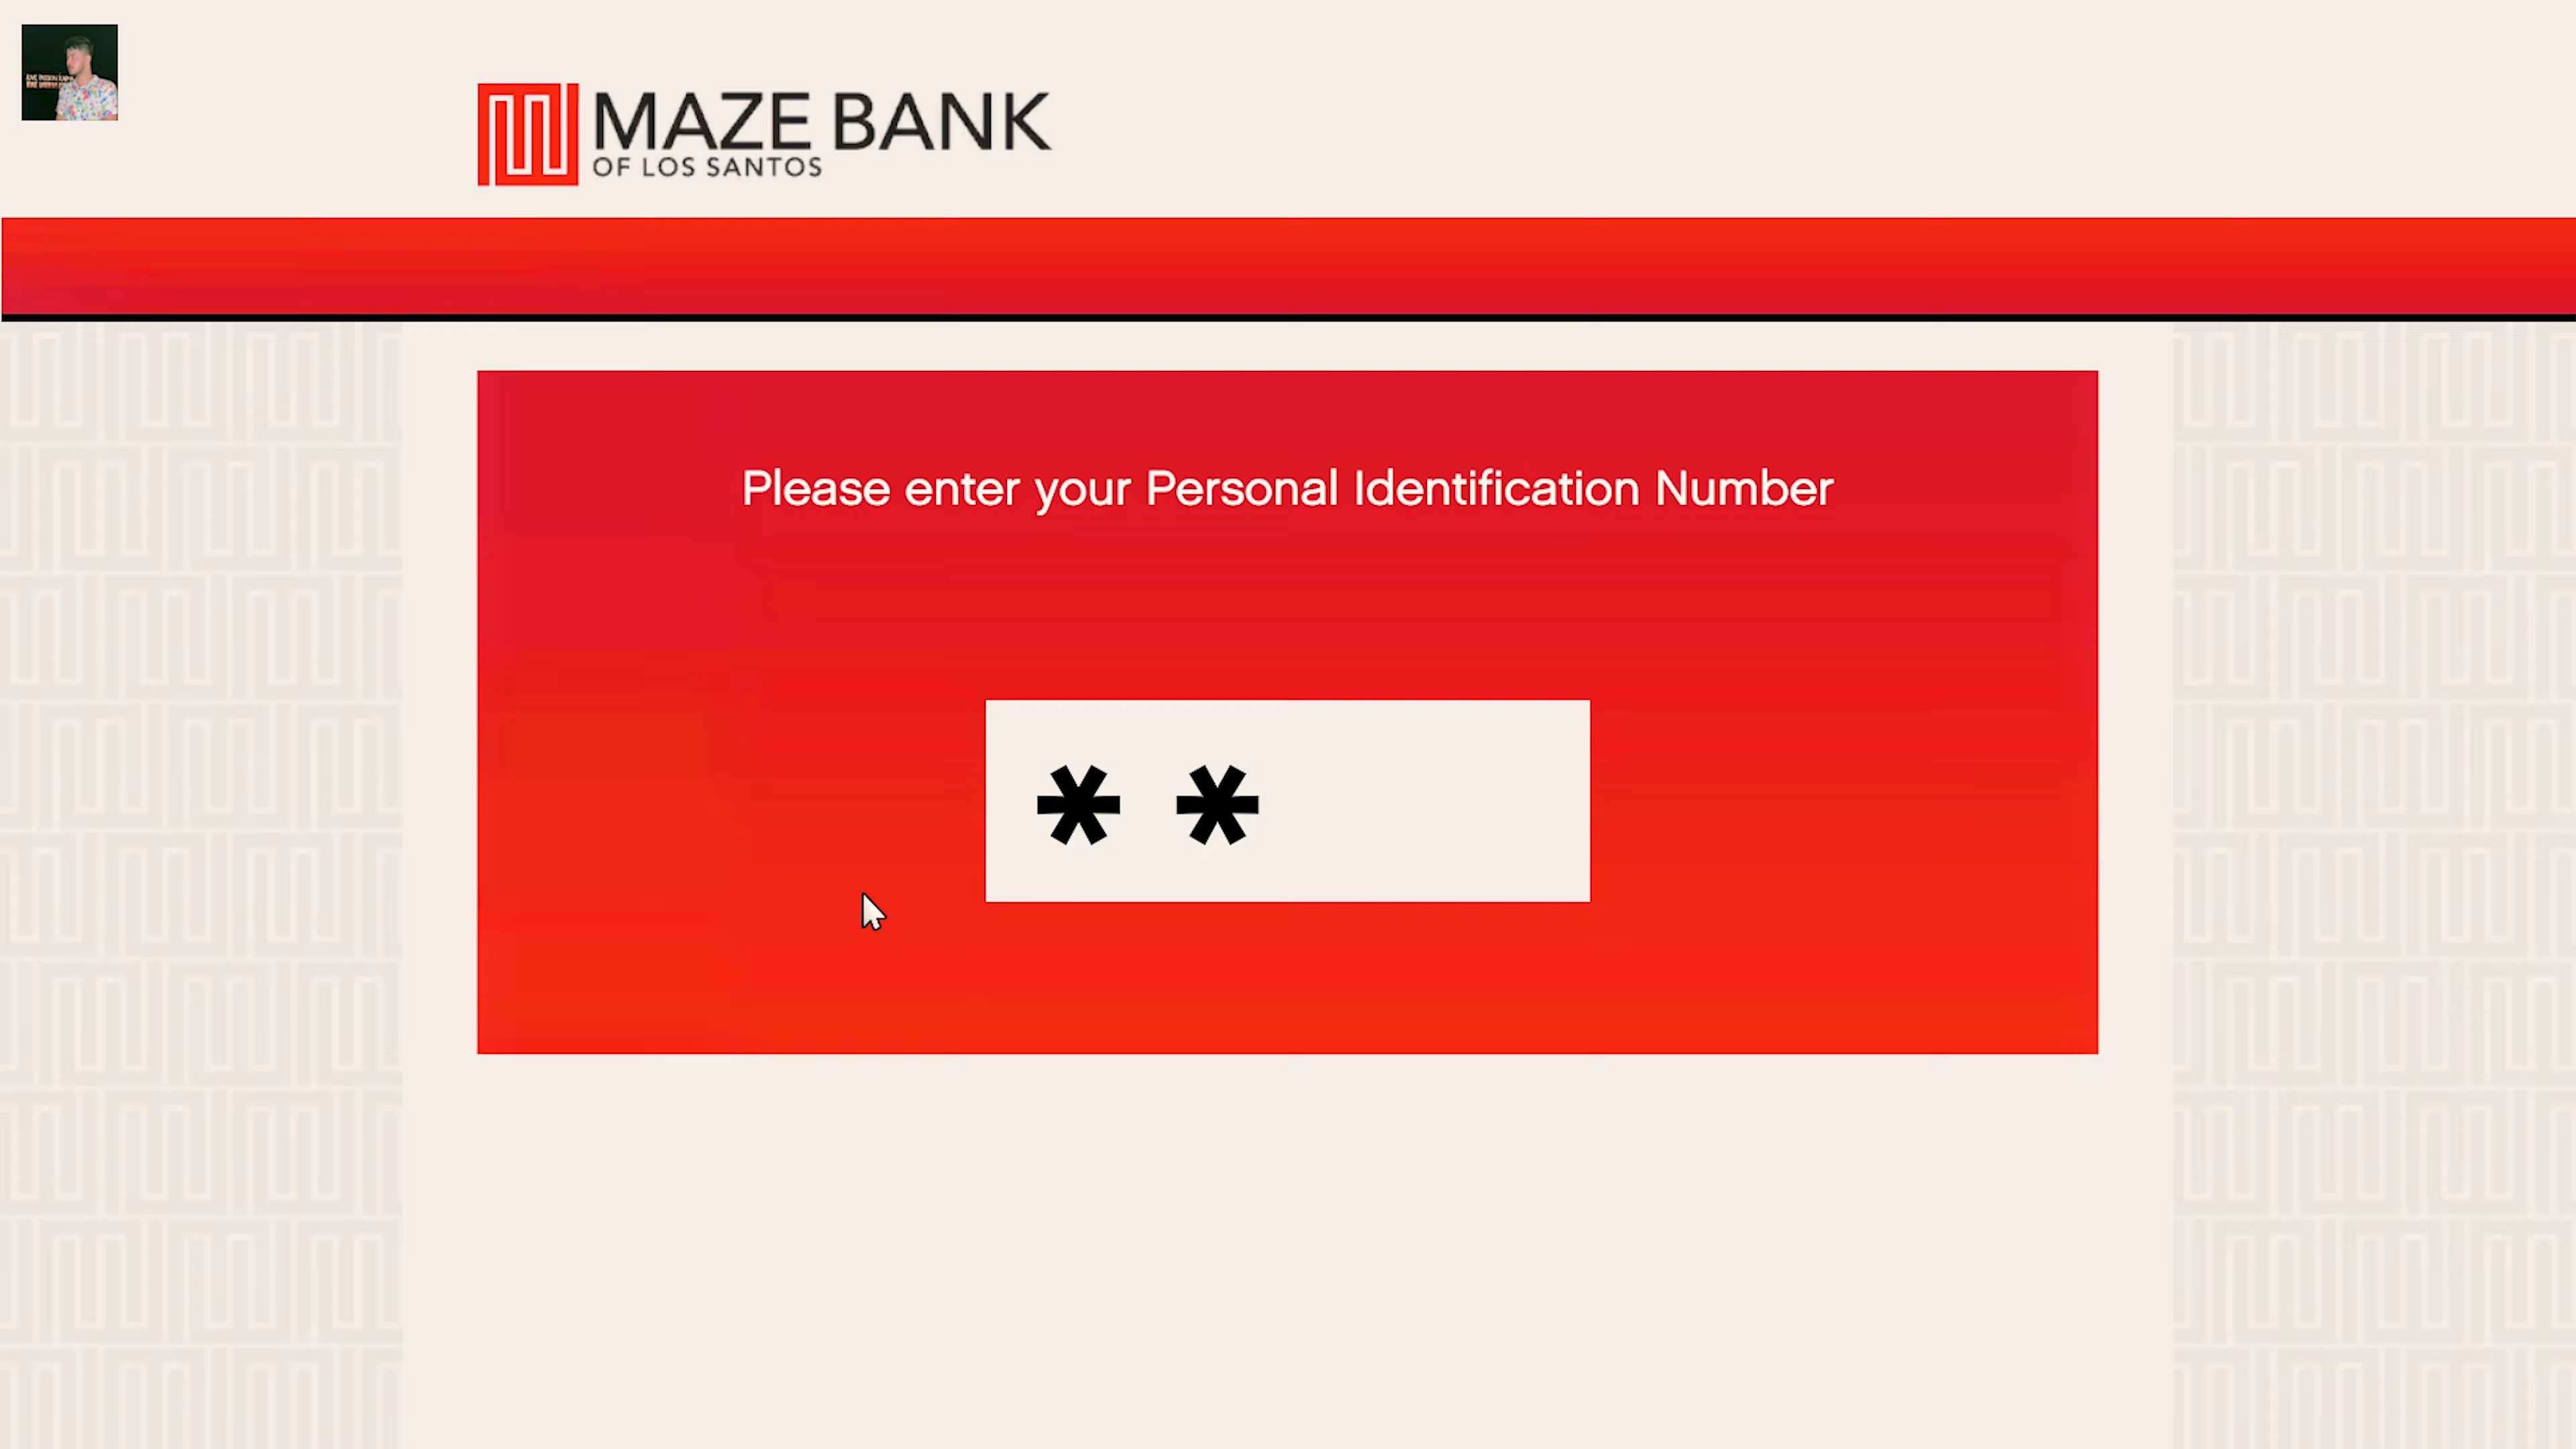 MAZE BANK
OF LOS SANTOS
Please enter your Personal Identification Number
* *